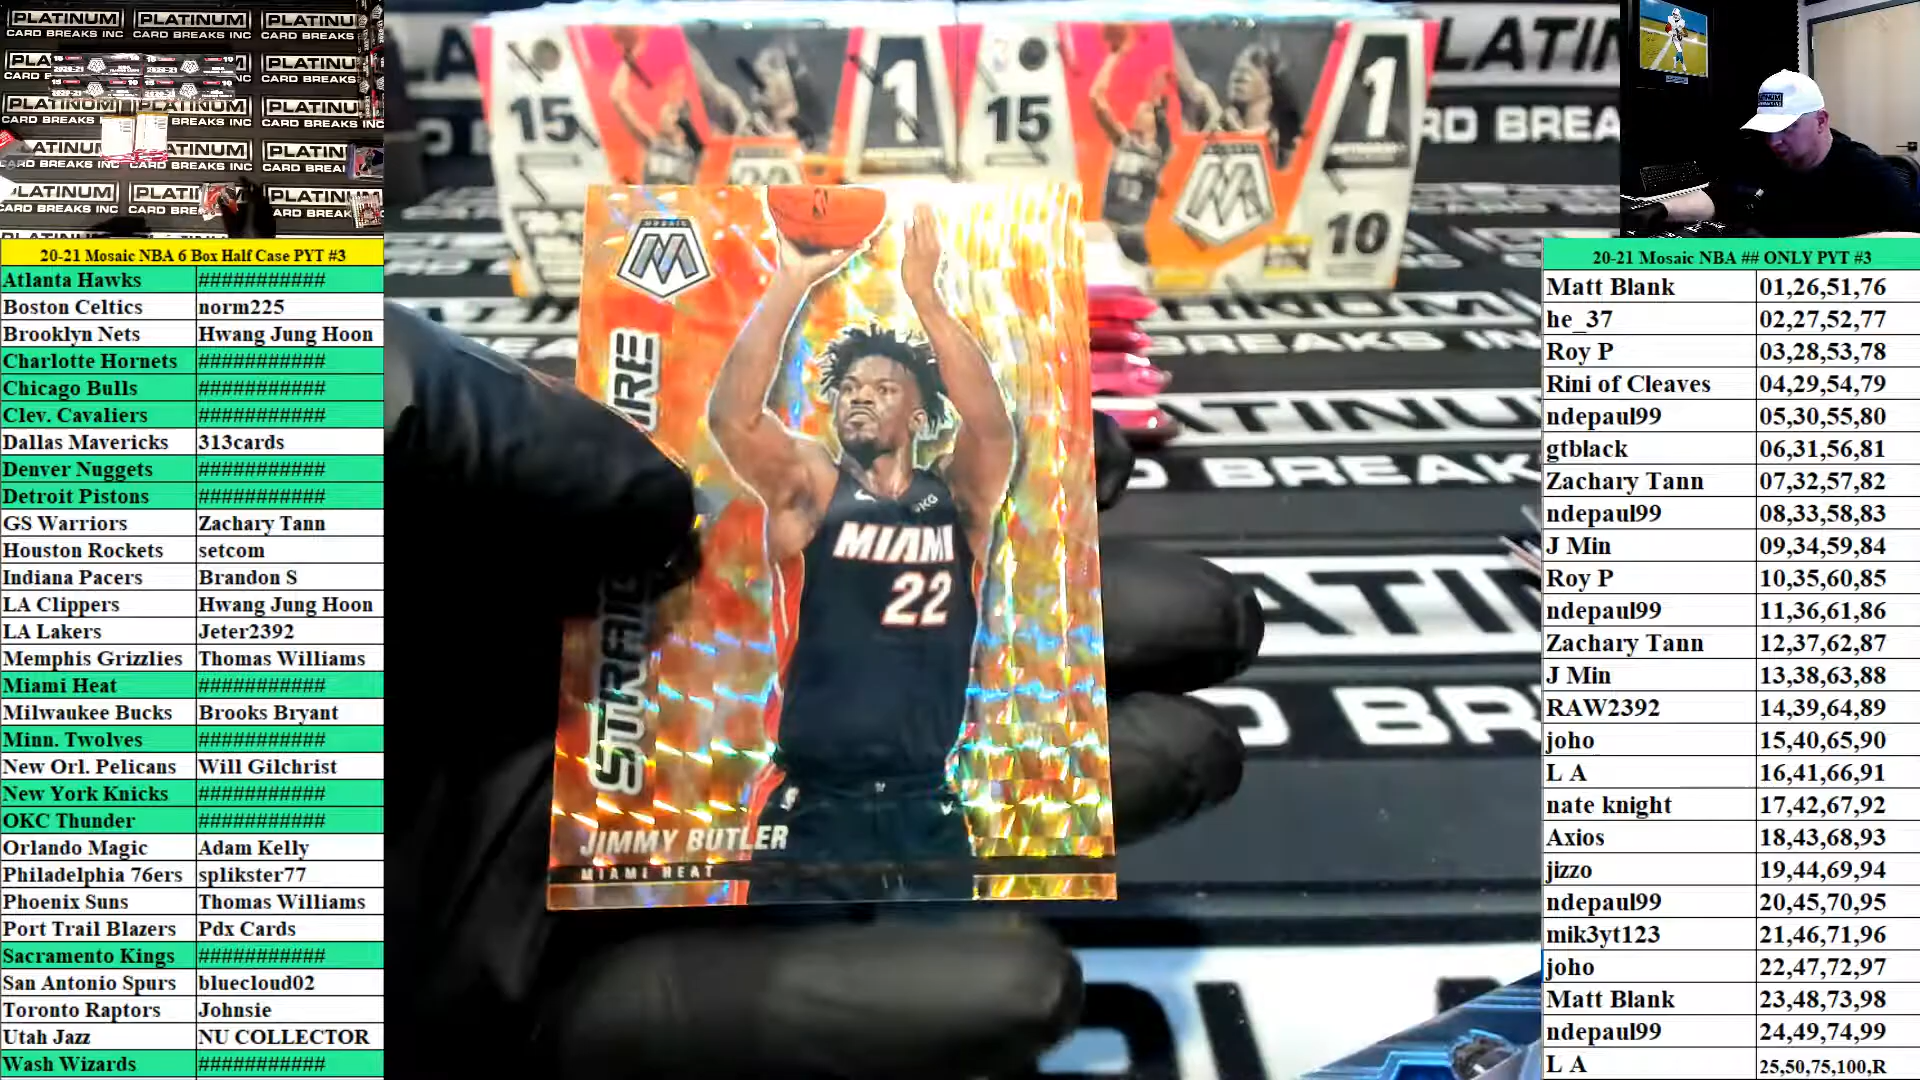 PLATINUM PLATINUM PLATINUM
CARD BREAKS INC CARD BREAKS INC CARD BREAKS INC
20-21 Mosaic NBA 6 Box Half Case PYT #3
Atlanta Hawks ###########
Boston Celtics norm225
Brooklyn Nets Hwang Jung Hoon
Charlotte Hornets ###########
Chicago Bulls ###########
Clev. Cavaliers ###########
Dallas Mavericks 313cards
Denver Nuggets ###########
Detroit Pistons ###########
GS Warriors Zachary Tann
Houston Rockets setcom
Indiana Pacers Brandon S
LA Clippers Hwang Jung Hoon
LA Lakers Jeter2392
Memphis Grizzlies Thomas Williams
Miami Heat ###########
Milwaukee Bucks Brooks Bryant
Minn. Twolves ###########
New Orl. Pelicans Will Gilchrist
New York Knicks ###########
OKC Thunder ###########
Orlando Magic Adam Kelly
Philadelphia 76ers splikster77
Phoenix Suns Thomas Williams
Port Trail Blazers Pdx Cards
Sacramento Kings ###########
San Antonio Spurs bluecloud02
Toronto Raptors Johnsie
Utah Jazz NU COLLECTOR
Wash Wizards ###########
15 1 15 1
10
MOSAIC
MIAMI
22
JIMMY BUTLER
MIAMI HEAT
20-21 Mosaic NBA ## ONLY PYT #3
Matt Blank 01,26,51,76
he_37 02,27,52,77
Roy P 03,28,53,78
Rini of Cleaves 04,29,54,79
ndepaul99 05,30,55,80
gtblack 06,31,56,81
Zachary Tann 07,32,57,82
ndepaul99 08,33,58,83
J Min 09,34,59,84
Roy P 10,35,60,85
ndepaul99 11,36,61,86
Zachary Tann 12,37,62,87
J Min 13,38,63,88
RAW2392 14,39,64,89
joho 15,40,65,90
L A 16,41,66,91
nate knight 17,42,67,92
Axios 18,43,68,93
jizzo 19,44,69,94
ndepaul99 20,45,70,95
mik3yt123 21,46,71,96
joho 22,47,72,97
Matt Blank 23,48,73,98
ndepaul99 24,49,74,99
L A 25,50,75,100,R